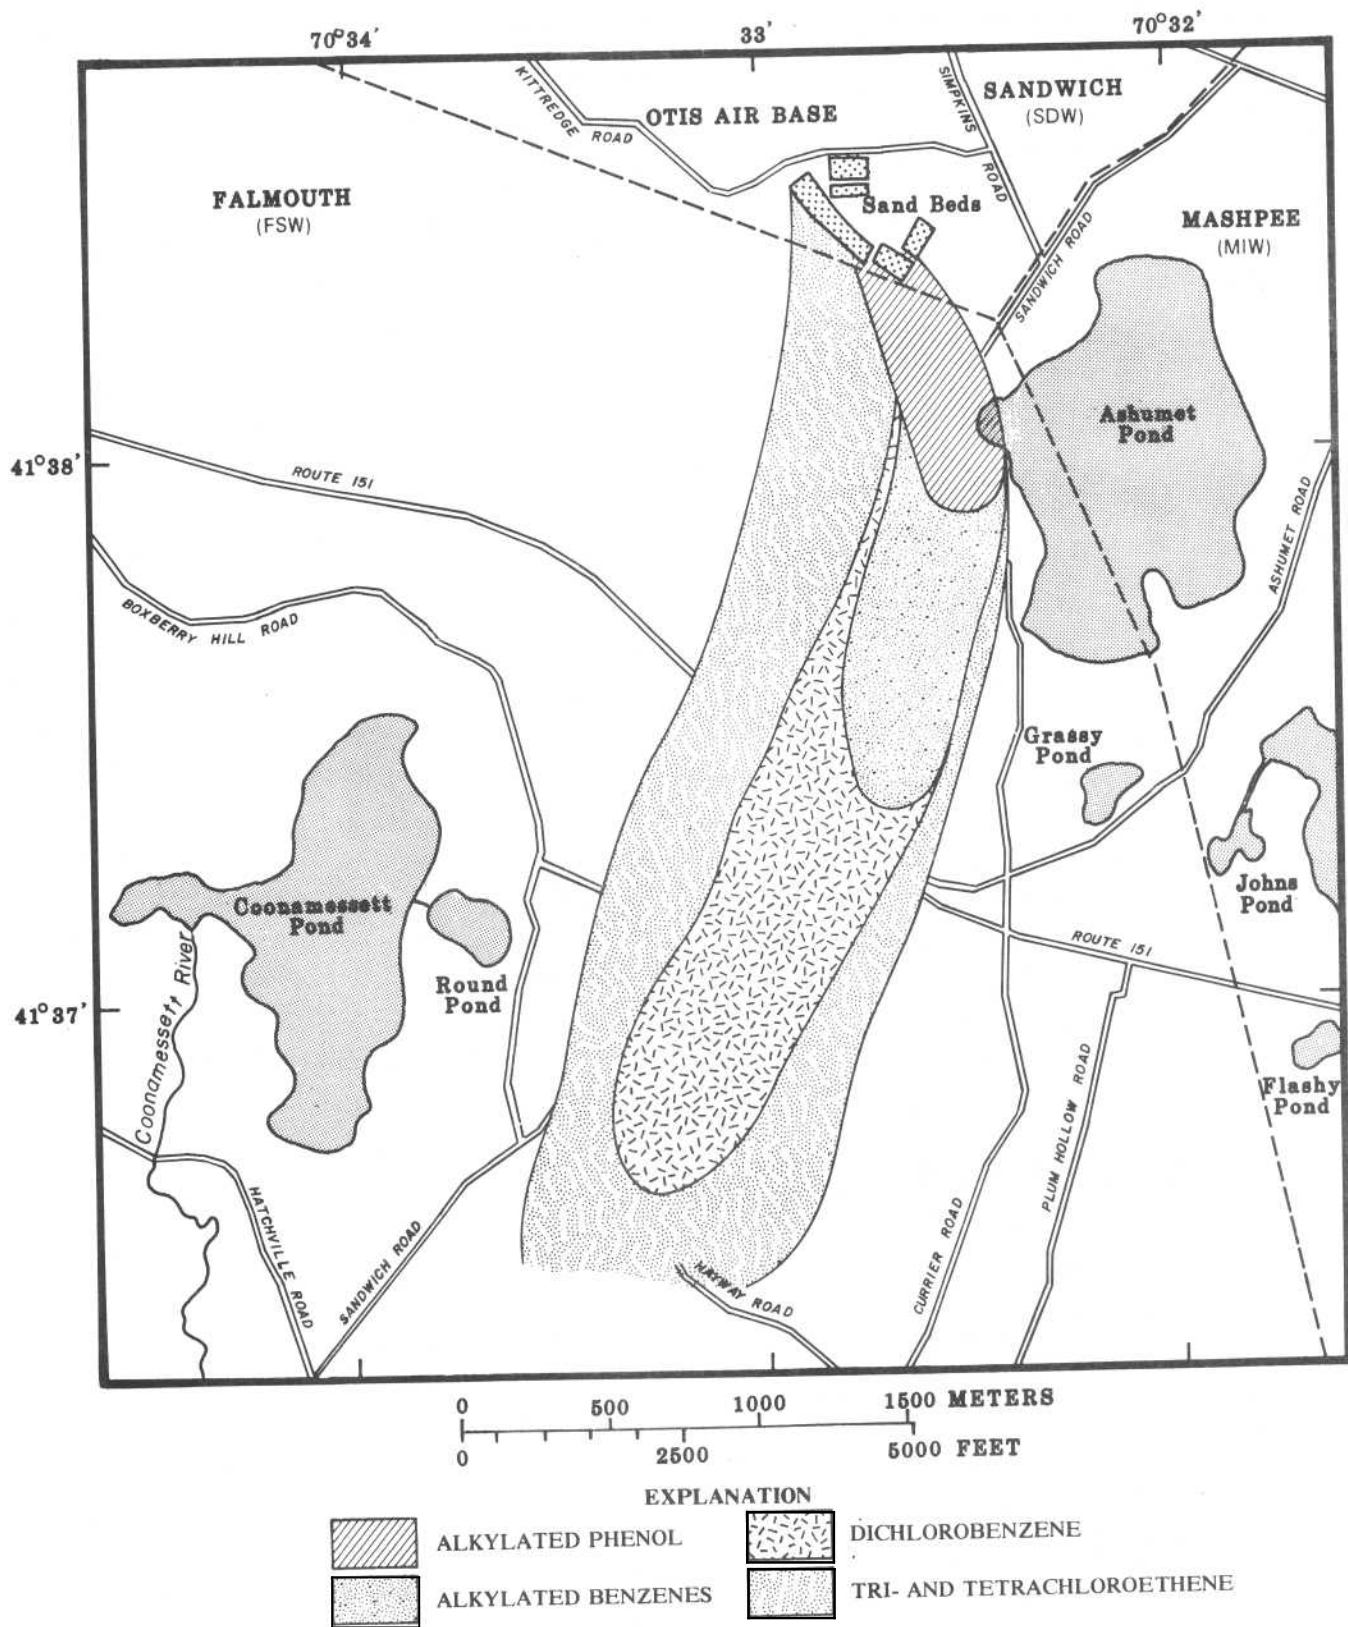 70°34'
33'
70°32'
KITTREDGE ROAD
OTIS AIR BASE
SIMPKINS ROAD
SANDWICH
(SDW)
FALMOUTH
(FSW)
Sand Beds
SANDWICH ROAD
MASHPEE
(MIW)
Ashumet
Pond
41°38'
ROUTE 151
ASHUMET ROAD
BOXBERRY HILL ROAD
Grassy
Pond
Coonamessett
Pond
Johns
Pond
Coonamessett River
Round
Pond
ROUTE 151
41°37'
PLUM HOLLOW ROAD
Flashy
Pond
HATCHVILLE ROAD
SANDWICH ROAD
HAYWAY ROAD
CURRIER ROAD
0 500 1000 1500 METERS
0 2500 5000 FEET
EXPLANATION
ALKYLATED PHENOL
DICHLOROBENZENE
ALKYLATED BENZENES
TRI- AND TETRACHLOROETHENE